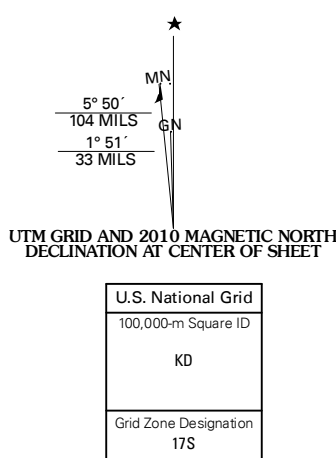 ★
MN
5° 50´
104 MILS
GN
1° 51´
33 MILS
UTM GRID AND 2010 MAGNETIC NORTH
DECLINATION AT CENTER OF SHEET
U.S. National Grid
100,000-m Square ID
KD
Grid Zone Designation
17S